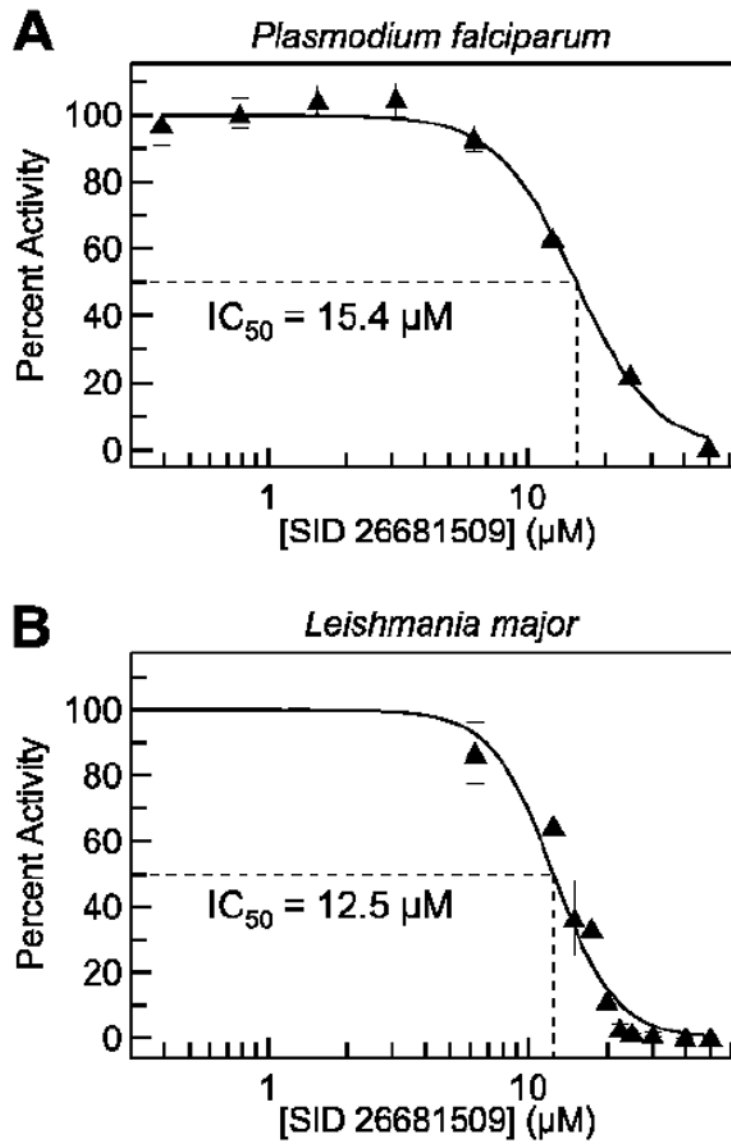 A
Plasmodium falciparum
100
80
60
40
20
0
Percent Activity
IC50 = 15.4 µM
1
10
[SID 26681509] (µM)
B
Leishmania major
100
80
60
40
20
0
Percent Activity
IC50 = 12.5 µM
1
10
[SID 26681509] (µM)